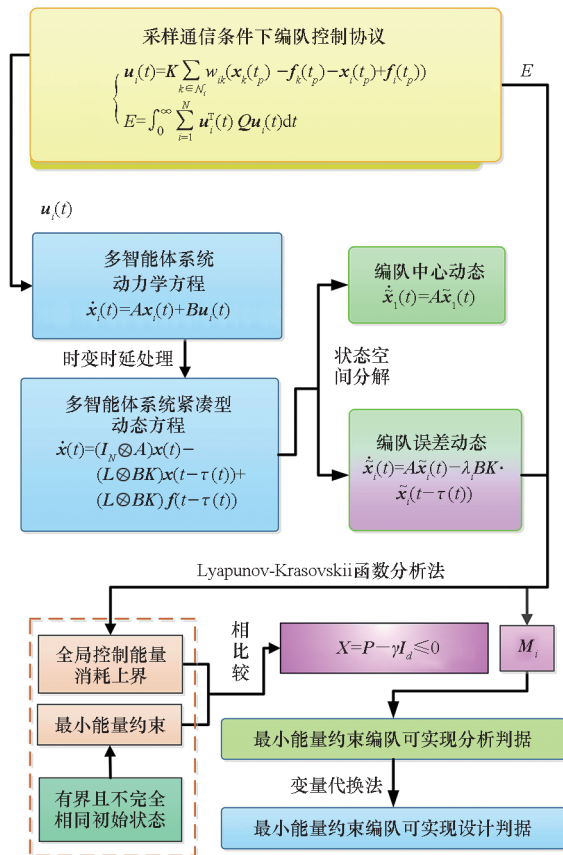 采样通信条件下编队控制协议
u_i(t)=K∑_{k∈N_i} w_{ik}(x_k(t_p)−f_k(t_p)−x_i(t_p)+f_i(t_p))
E=∫_0^∞ ∑_{i=1}^N u_i^T(t) Qu_i(t)dt
E
u_i(t)
多智能体系统
动力学方程
ẋ_i(t)=Ax_i(t)+Bu_i(t)
时变时延处理
多智能体系统紧凑型
动态方程
ẋ(t)=(I_N⊗A)x(t)−
(L⊗BK)x(t−τ(t))+
(L⊗BK)f(t−τ(t))
状态空
间分解
编队中心动态
\dot{\tilde{x}}_1(t)=A\tilde{x}_1(t)
编队误差动态
\dot{\tilde{x}}_i(t)=A\tilde{x}_i(t)−λ_iBK·
\tilde{x}_i(t−τ(t))
Lyapunov-Krasovskii函数分析法
全局控制能量
消耗上界
最小能量约束
有界且不完全
相同初始状态
相
比
较
X=P−γI_d≤0
M_i
最小能量约束编队可实现分析判据
变量代换法
最小能量约束编队可实现设计判据